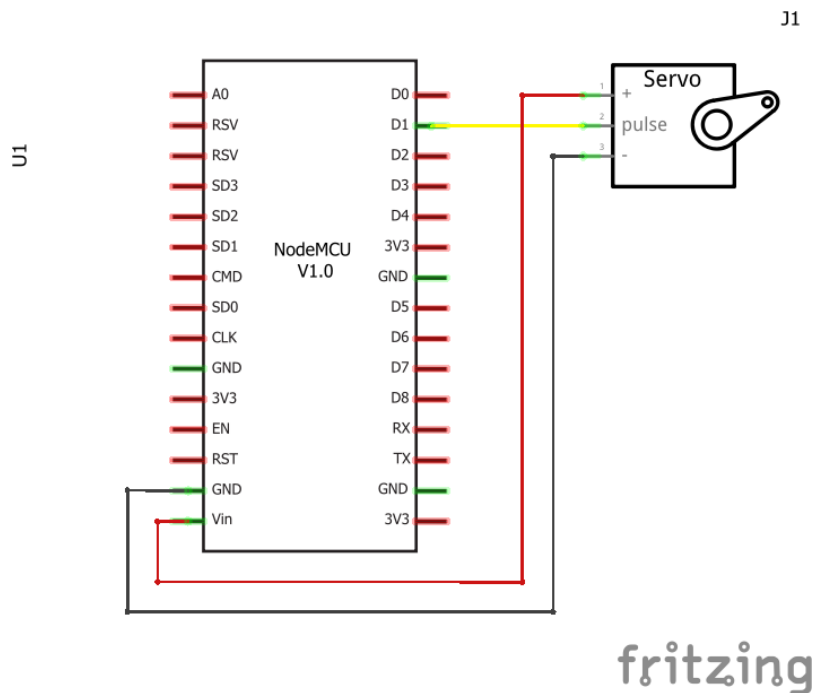 J1
U1
A0
RSV
RSV
SD3
SD2
SD1
CMD
SD0
CLK
GND
3V3
EN
RST
GND
Vin
NodeMCU
V1.0
D0
D1
D2
D3
D4
3V3
GND
D5
D6
D7
D8
RX
TX
GND
3V3
Servo
1 +
2 pulse
3 -
fritzing